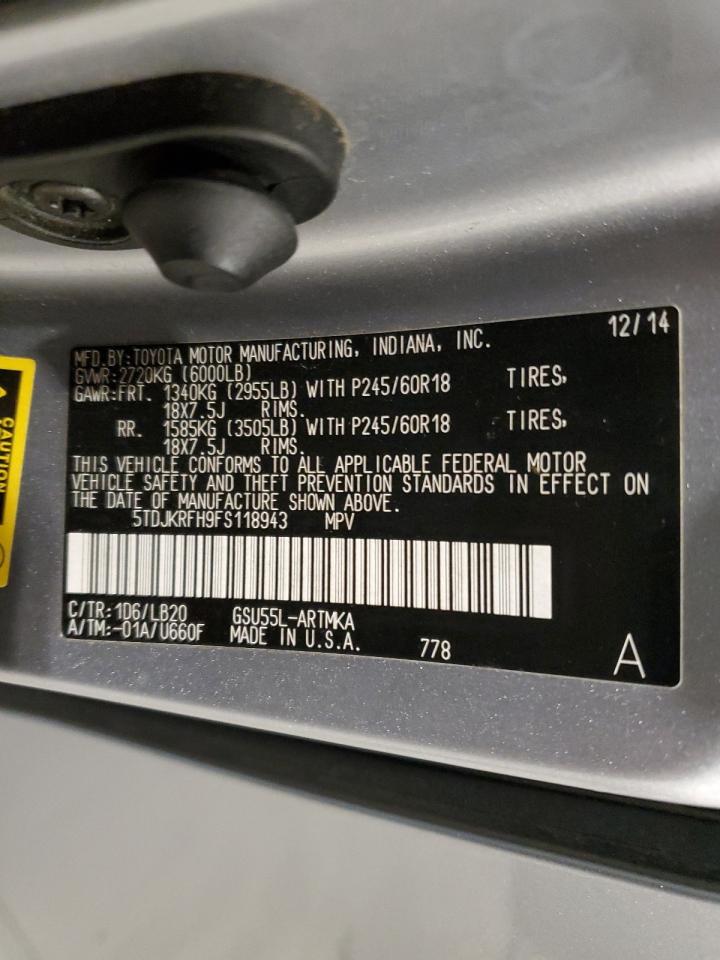 12/14
MFD.BY:TOYOTA MOTOR MANUFACTURING, INDIANA, INC.
GVWR:2720KG (6000LB)
GAWR:FRT. 1340KG (2955LB) WITH P245/60R18 TIRES,
18X7.5J RIMS.
RR. 1585KG (3505LB) WITH P245/60R18 TIRES,
18X7.5J RIMS.
THIS VEHICLE CONFORMS TO ALL APPLICABLE FEDERAL MOTOR
VEHICLE SAFETY AND THEFT PREVENTION STANDARDS IN EFFECT ON
THE DATE OF MANUFACTURE SHOWN ABOVE.
5TDJKRFH9FS118943 MPV
C/TR:1D6/LB20 GSU55L-ARTMKA
A/TM:-01A/U660F MADE IN U.S.A. 778 A
CAUTION